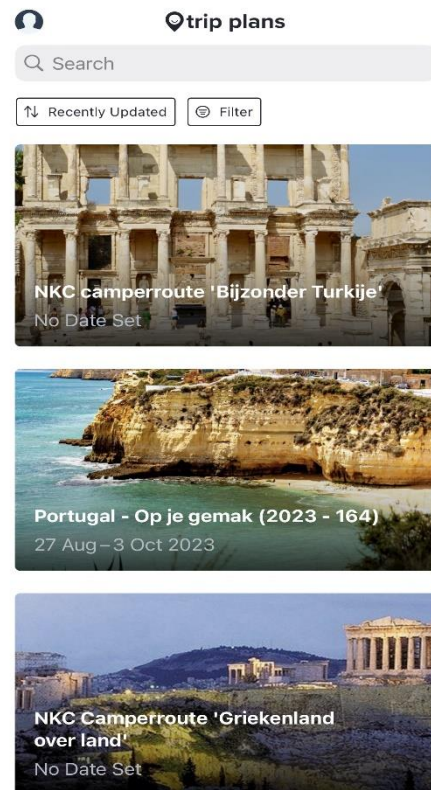 trip plans
Search
Recently Updated
Filter
NKC camperroute 'Bijzonder Turkije'
No Date Set
Portugal - Op je gemak (2023 - 164)
27 Aug – 3 Oct 2023
NKC Camperroute 'Griekenland
over land'
No Date Set